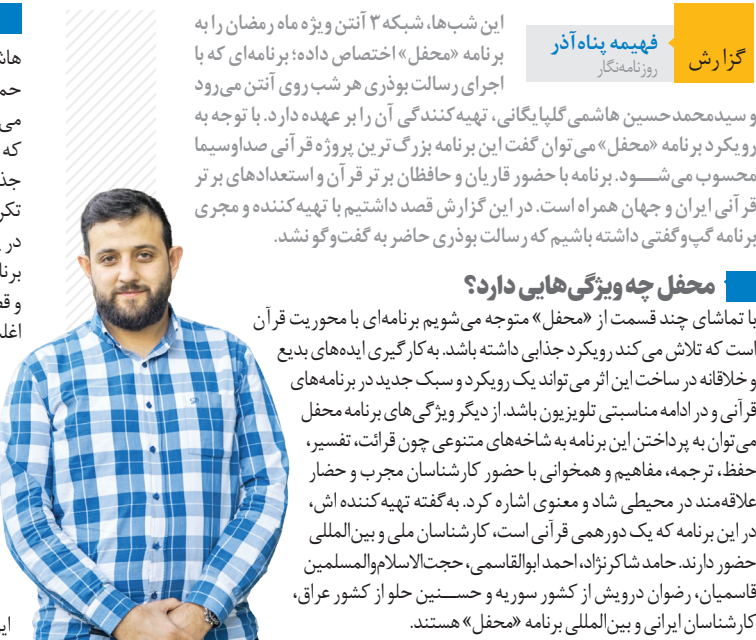 گزارش
فهیمه پناه‌آذر
روزنامه‌نگار
این شب‌ها، شبکه ۳ آنتن ویژه ماه رمضان را به
برنامه «محفل» اختصاص داده؛ برنامه‌ای که با
اجرای رسالت بوذری هر شب روی آنتن می‌رود
و سیدمحمدحسین هاشمی‌گلپایگانی، تهیه‌کنندگی آن را بر عهده دارد. با توجه به
رویکرد برنامه «محفل» می‌توان گفت این برنامه بزرگ‌ترین پروژه قرآنی صداوسیما
محسوب می‌شـــود. برنامه با حضور قاریان و حافظان برتر قرآن و استعدادهای برتر
قرآنی ایران و جهان همراه است. در این گزارش قصد داشتیم با تهیه‌کننده و مجری
برنامه گپ‌وگفتی داشته باشیم که رسالت بوذری حاضر به گفت‌وگو نشد.
محفل چه ویژگی‌هایی دارد؟
با تماشای چند قسمت از «محفل» متوجه می‌شویم برنامه‌ای با محوریت قرآن
است که تلاش می‌کند رویکرد جذابی داشته باشد. به‌کارگیری ایده‌های بدیع
و خلاقانه در ساخت این اثر می‌تواند یک رویکرد و سبک جدید در برنامه‌های
قرآنی و در ادامه مناسبتی تلویزیون باشد. از دیگر ویژگی‌های برنامه محفل
می‌توان به پرداختن این برنامه به شاخه‌های متنوعی چون قرائت، تفسیر،
حفظ، ترجمه، مفاهیم و همخوانی با حضور کارشناسان مجرب و حضار
علاقه‌مند در محیطی شاد و معنوی اشاره کرد. به‌گفته تهیه‌کننده اش،
در این برنامه که یک دورهمی قرآنی است، کارشناسان ملی و بین‌المللی
حضور دارند. حامد شاکرنژاد، احمد ابوالقاسمی، حجت‌الاسلام‌والمسلمین
قاسمیان، رضوان درویش از کشور سوریه و حســـنین حلو از کشور عراق،
کارشناسان ایرانی و بین‌المللی برنامه «محفل» هستند.